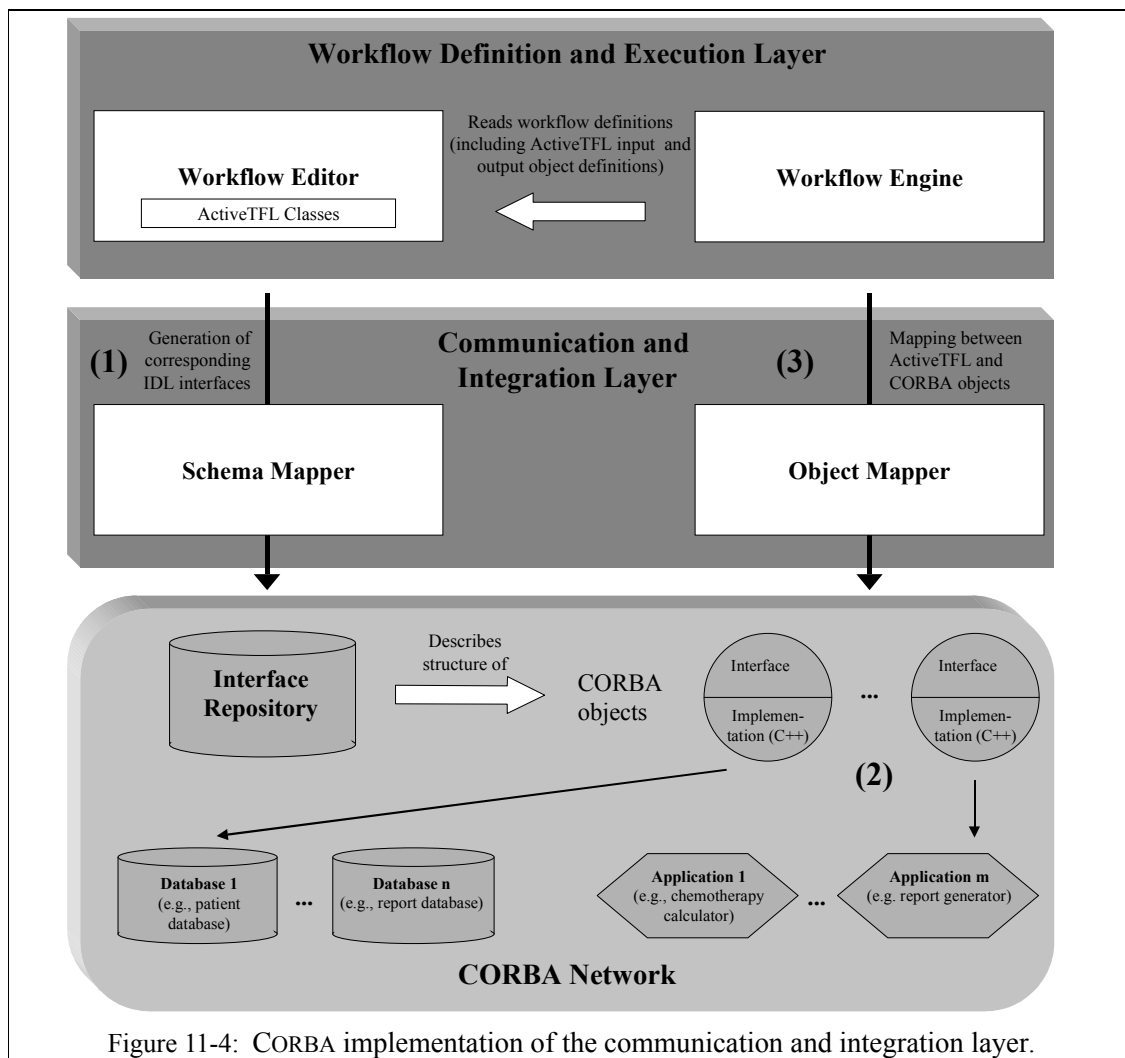 Workflow Definition and Execution Layer
Reads workflow definitions
(including ActiveTFL input and
output object definitions)
Workflow Editor
ActiveTFL Classes
Workflow Engine
(1)
Generation of
corresponding
IDL interfaces
Communication and
Integration Layer
(3)
Mapping between
ActiveTFL and
CORBA objects
Schema Mapper
Object Mapper
Interface
Repository
Describes
structure of
CORBA
objects
Interface
Implemen-
tation (C++)
...
Interface
Implemen-
tation (C++)
(2)
Database 1
(e.g., patient
database)
...
Database n
(e.g., report database)
Application 1
(e.g., chemotherapy
calculator)
...
Application m
(e.g. report generator)
CORBA Network
Figure 11-4: CORBA implementation of the communication and integration layer.